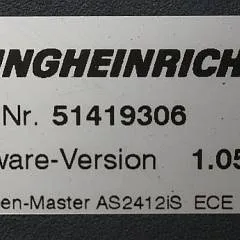 NGHEINRICH
Nr. 51419306
ware-Version 1.05
en-Master AS2412iS ECE